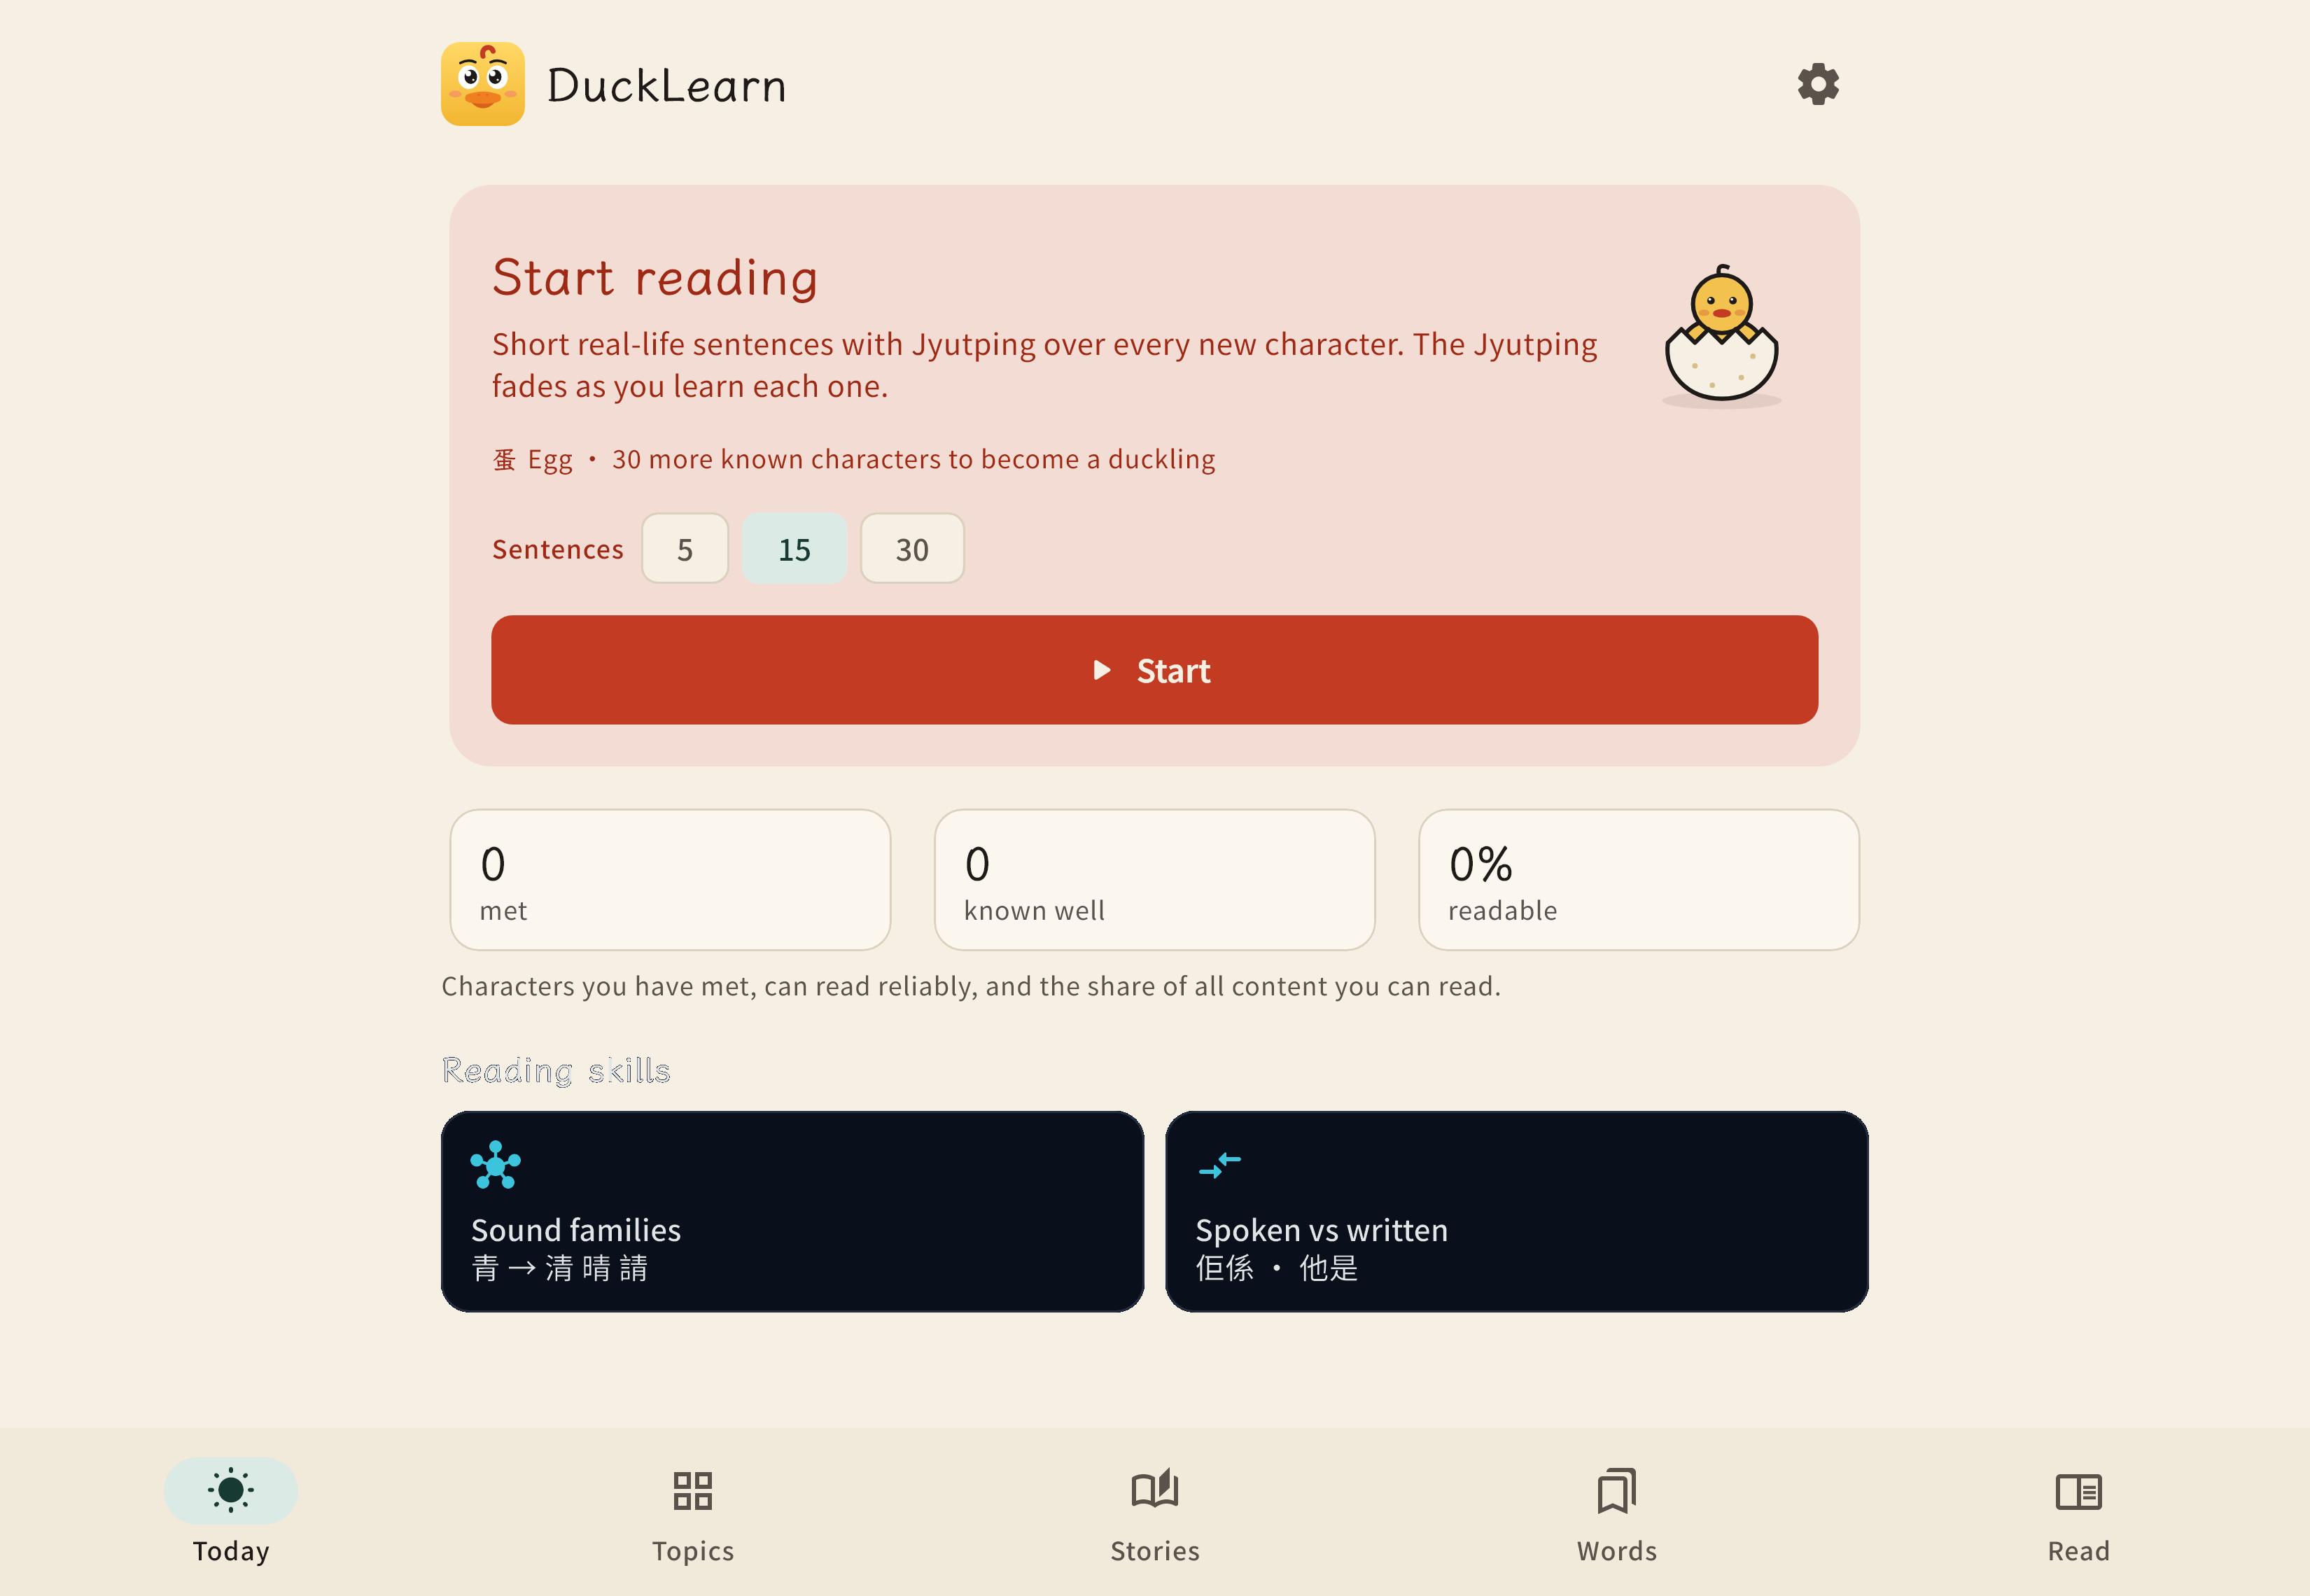 DuckLearn
Start reading
Short real-life sentences with Jyutping over every new character. The Jyutping
fades as you learn each one.
蛋 Egg · 30 more known characters to become a duckling
Sentences 5 15 30
Start
0
met
0
known well
0%
readable
Characters you have met, can read reliably, and the share of all content you can read.
Reading skills
Sound families
青 → 清 晴 請
Spoken vs written
佢係 · 他是
Today
Topics
Stories
Words
Read